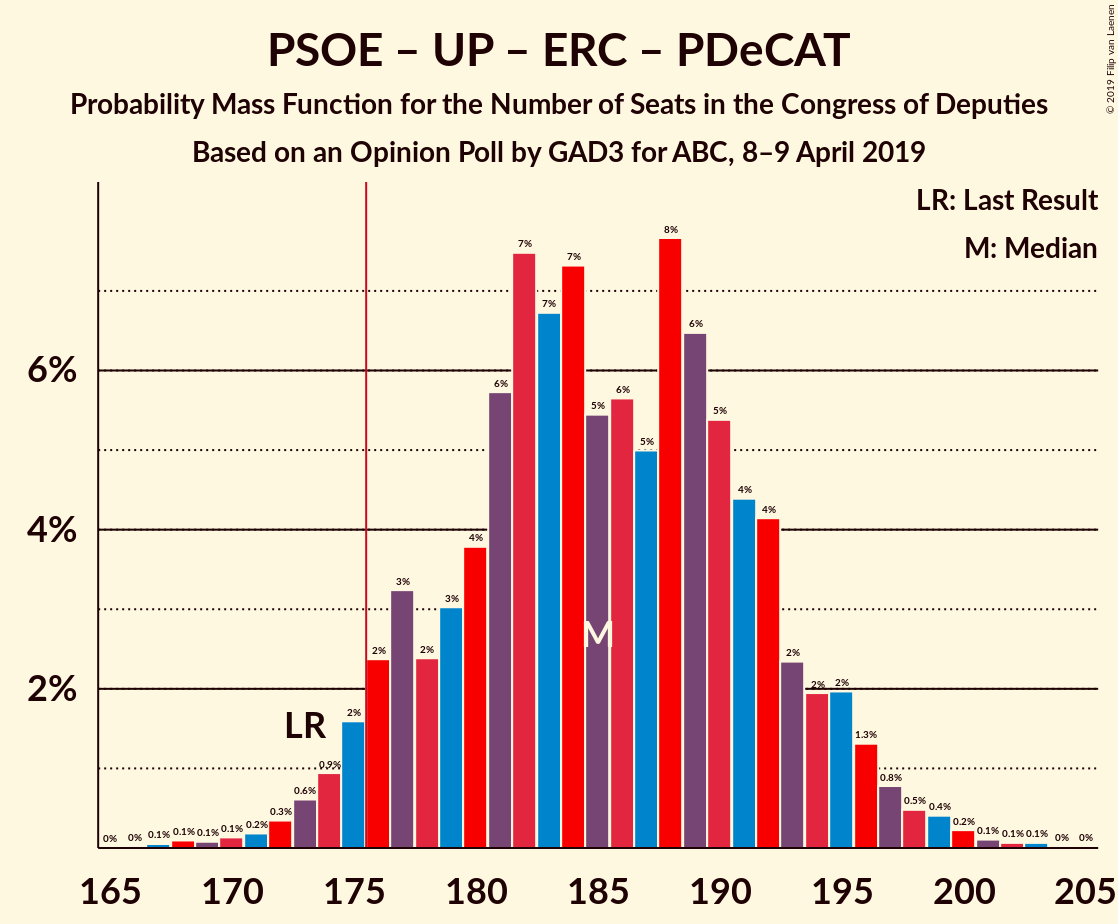 PSOE – UP – ERC – PDeCAT
Probability Mass Function for the Number of Seats in the Congress of Deputies
Based on an Opinion Poll by GAD3 for ABC, 8–9 April 2019
© 2019 Filip van Laenen
LR: Last Result
M: Median
6%
4%
2%
0% 0% 0.1% 0.1% 0.1% 0.1% 0.2% 0.3% 0.6% 0.9% 2% 2% 3% 2% 3% 4% 6% 7% 7% 7% 5% 6% 5% 8% 6% 5% 4% 4% 2% 2% 2% 1.3% 0.8% 0.5% 0.4% 0.2% 0.1% 0.1% 0.1% 0% 0%
LR
M
165 170 175 180 185 190 195 200 205